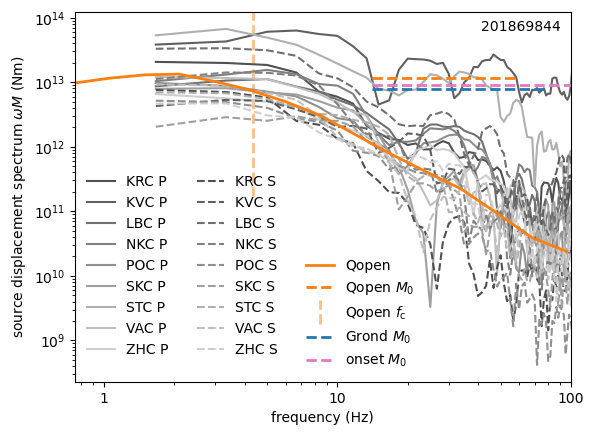 201869844
source displacement spectrum ωM (Nm)
10¹⁴
10¹³
10¹²
10¹¹
10¹⁰
10⁹
KRC P
KVC P
LBC P
NKC P
POC P
SKC P
STC P
VAC P
ZHC P
KRC S
KVC S
LBC S
NKC S
POC S
SKC S
STC S
VAC S
ZHC S
Qopen
Qopen M₀
Qopen f_c
Grond M₀
onset M₀
1
10
100
frequency (Hz)